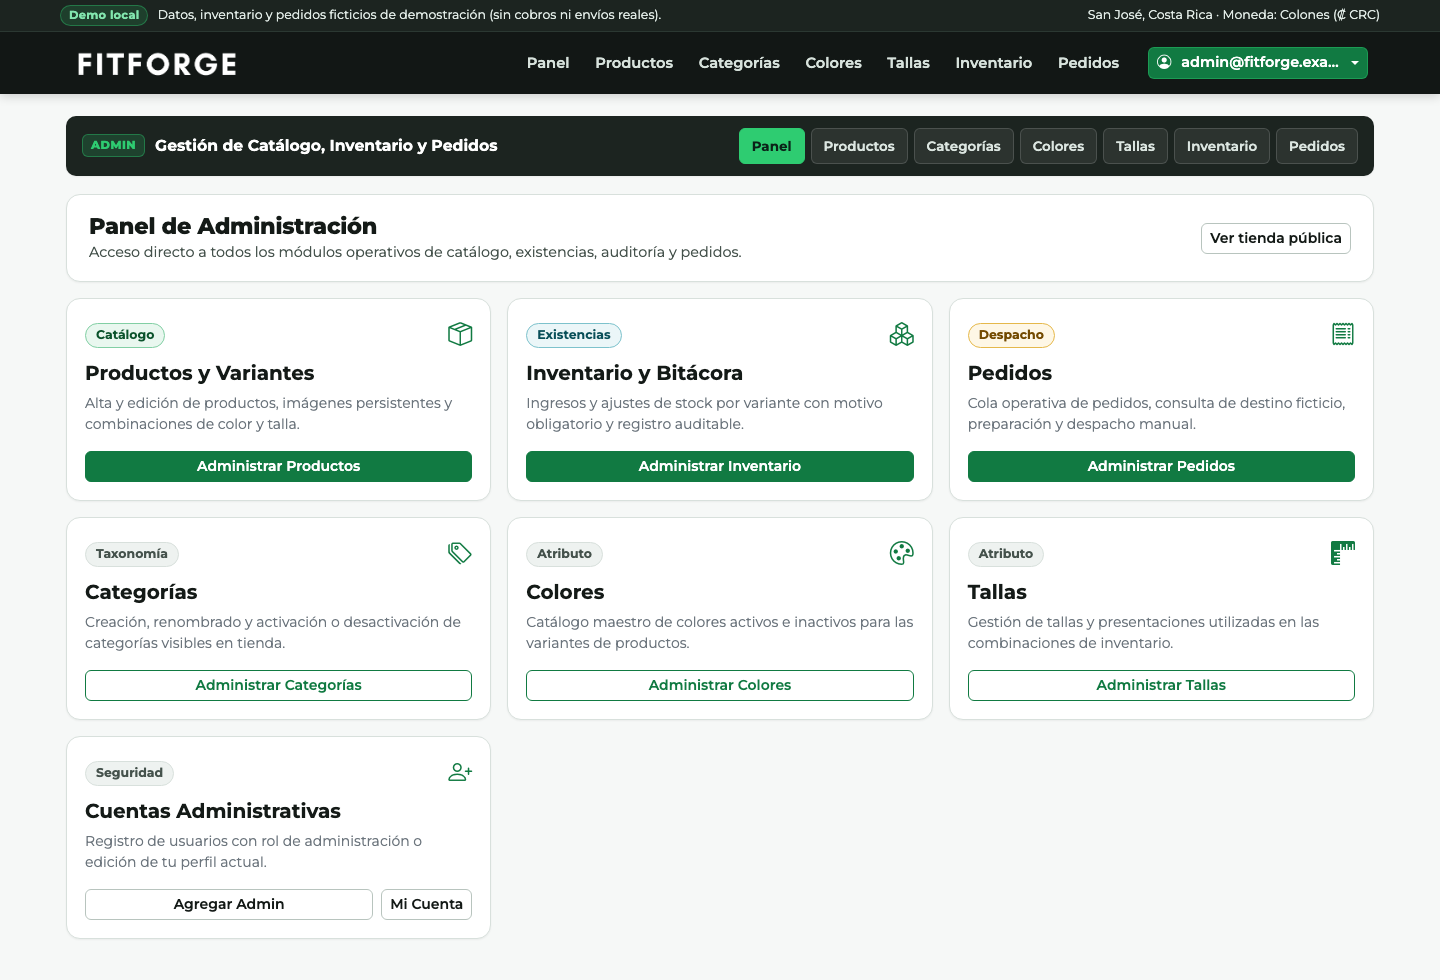 Demo local Datos, inventario y pedidos ficticios de demostración (sin cobros ni envíos reales). San José, Costa Rica · Moneda: Colones (₡ CRC)
FITFORGE Panel Productos Categorías Colores Tallas Inventario Pedidos admin@fitforge.exa...
ADMIN Gestión de Catálogo, Inventario y Pedidos Panel Productos Categorías Colores Tallas Inventario Pedidos
Panel de Administración
Acceso directo a todos los módulos operativos de catálogo, existencias, auditoría y pedidos.
Ver tienda pública
Catálogo
Productos y Variantes
Alta y edición de productos, imágenes persistentes y
combinaciones de color y talla.
Administrar Productos
Existencias
Inventario y Bitácora
Ingresos y ajustes de stock por variante con motivo
obligatorio y registro auditable.
Administrar Inventario
Despacho
Pedidos
Cola operativa de pedidos, consulta de destino ficticio,
preparación y despacho manual.
Administrar Pedidos
Taxonomía
Categorías
Creación, renombrado y activación o desactivación de
categorías visibles en tienda.
Administrar Categorías
Atributo
Colores
Catálogo maestro de colores activos e inactivos para las
variantes de productos.
Administrar Colores
Atributo
Tallas
Gestión de tallas y presentaciones utilizadas en las
combinaciones de inventario.
Administrar Tallas
Seguridad
Cuentas Administrativas
Registro de usuarios con rol de administración o
edición de tu perfil actual.
Agregar Admin Mi Cuenta